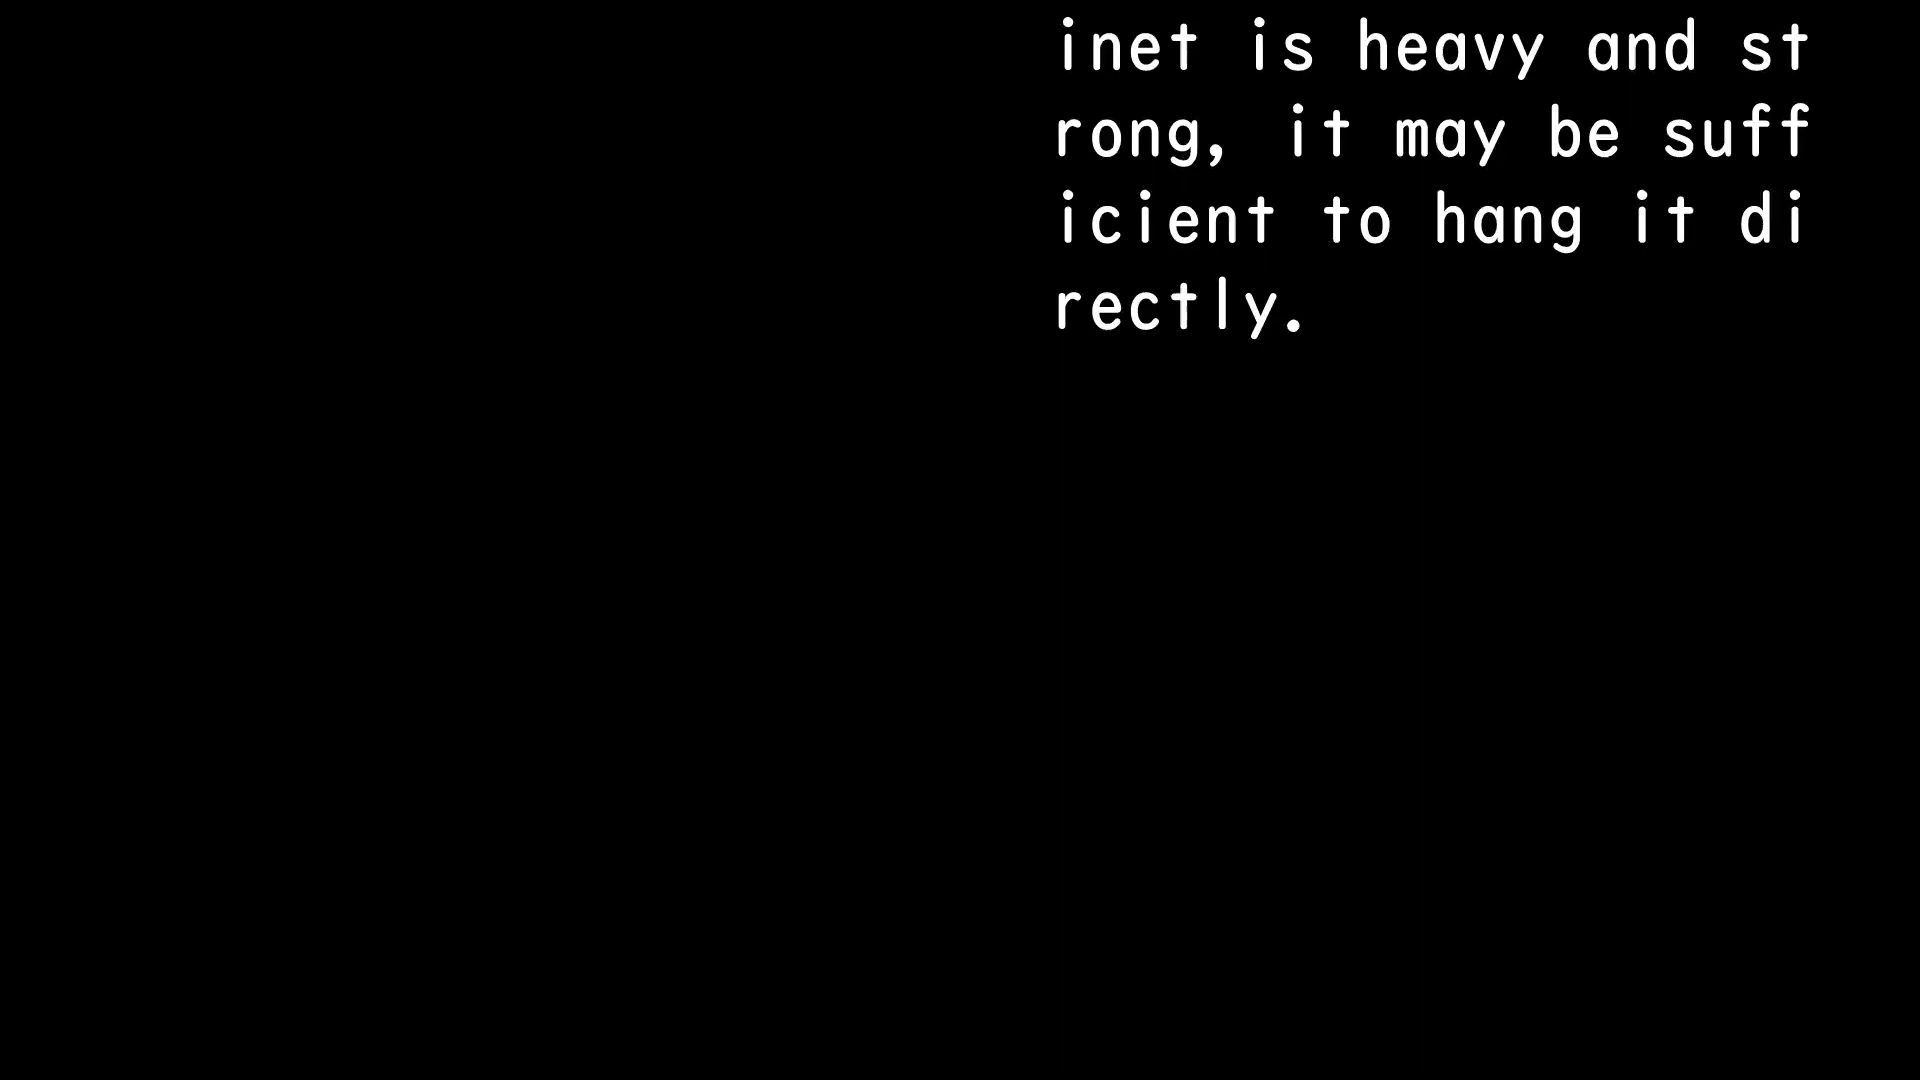 inet is heavy and st
rong, it may be suff
icient to hang it di
rectly.